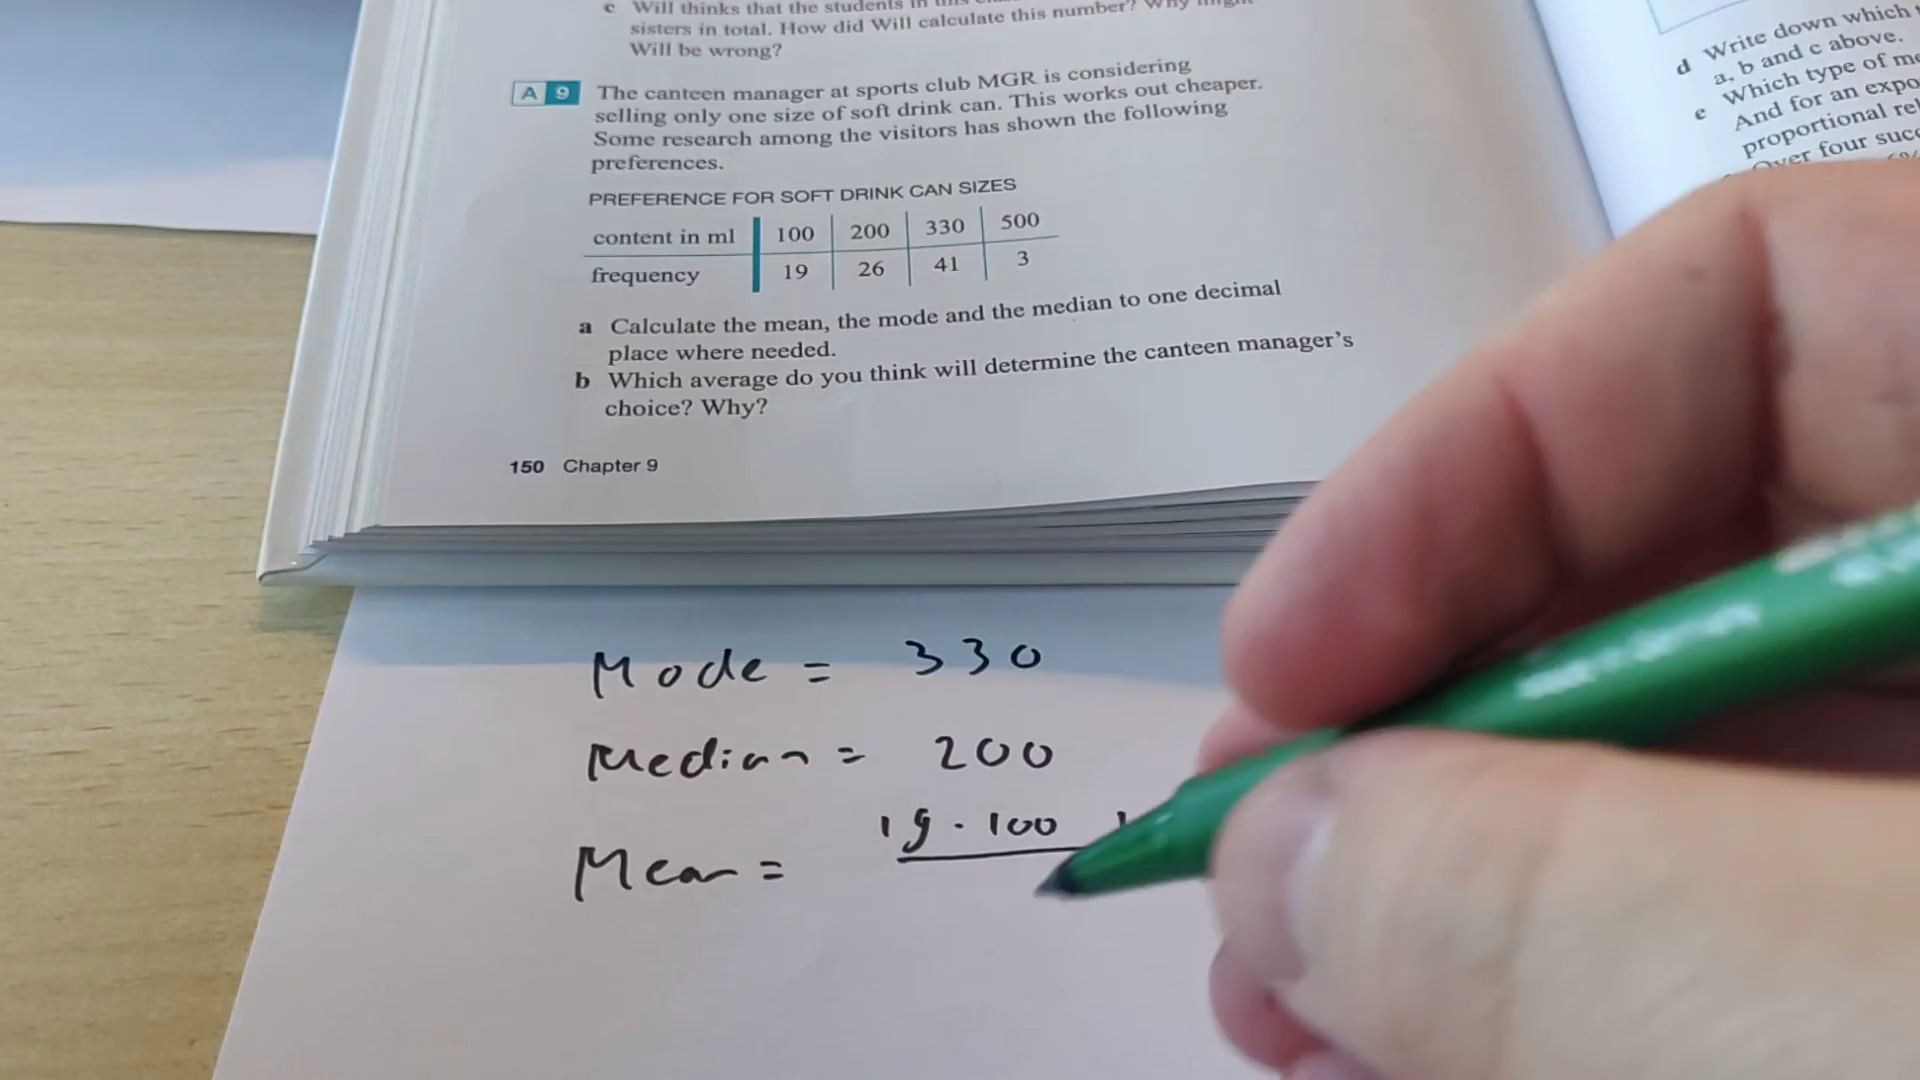 c Will thinks that the students in this
sisters in total. How did Will calculate this number? Why might
Will be wrong?
A 9 The canteen manager at sports club MGR is considering
selling only one size of soft drink can. This works out cheaper.
Some research among the visitors has shown the following
preferences.
PREFERENCE FOR SOFT DRINK CAN SIZES
content in ml 100 200 330 500
frequency 19 26 41 3
a Calculate the mean, the mode and the median to one decimal
place where needed.
b Which average do you think will determine the canteen manager's
choice? Why?
150 Chapter 9
d Write down which
a, b and c above.
e Which type of
And for an
proportional
Over four
Mode = 330
Median = 200
19 · 100
Mean =